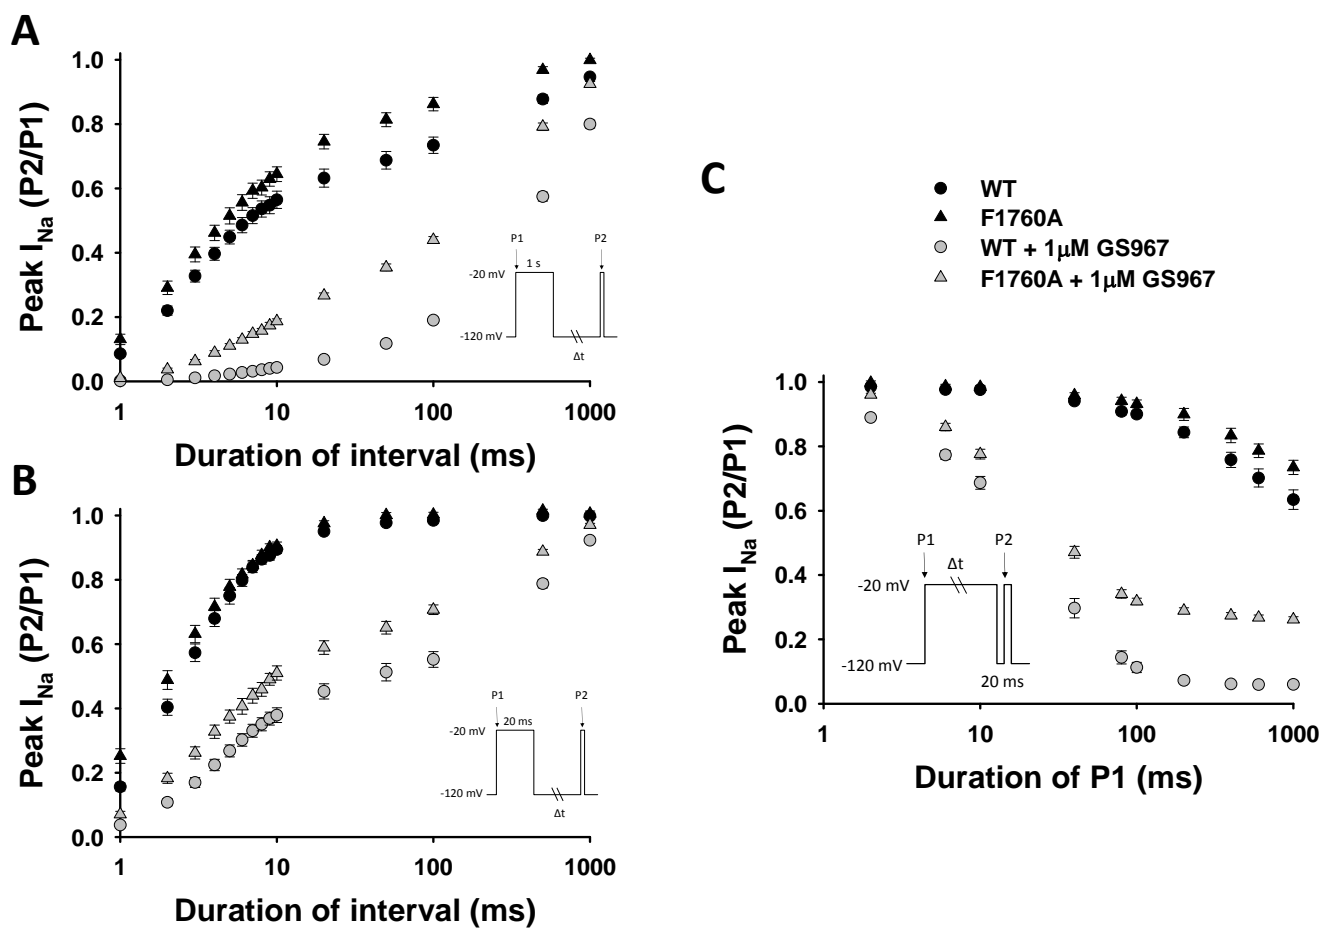 A
Peak I_Na (P2/P1)
1.0
0.8
0.6
0.4
0.2
0.0
1
10
100
1000
Duration of interval (ms)
P1
P2
1 s
-20 mV
-120 mV
Δt
B
Peak I_Na (P2/P1)
1.0
0.8
0.6
0.4
0.2
0.0
1
10
100
1000
Duration of interval (ms)
P1
P2
20 ms
-20 mV
-120 mV
Δt
C
WT
F1760A
WT + 1μM GS967
F1760A + 1μM GS967
Peak I_Na (P2/P1)
1.0
0.8
0.6
0.4
0.2
0.0
1
10
100
1000
Duration of P1 (ms)
P1
P2
Δt
-20 mV
-120 mV
20 ms